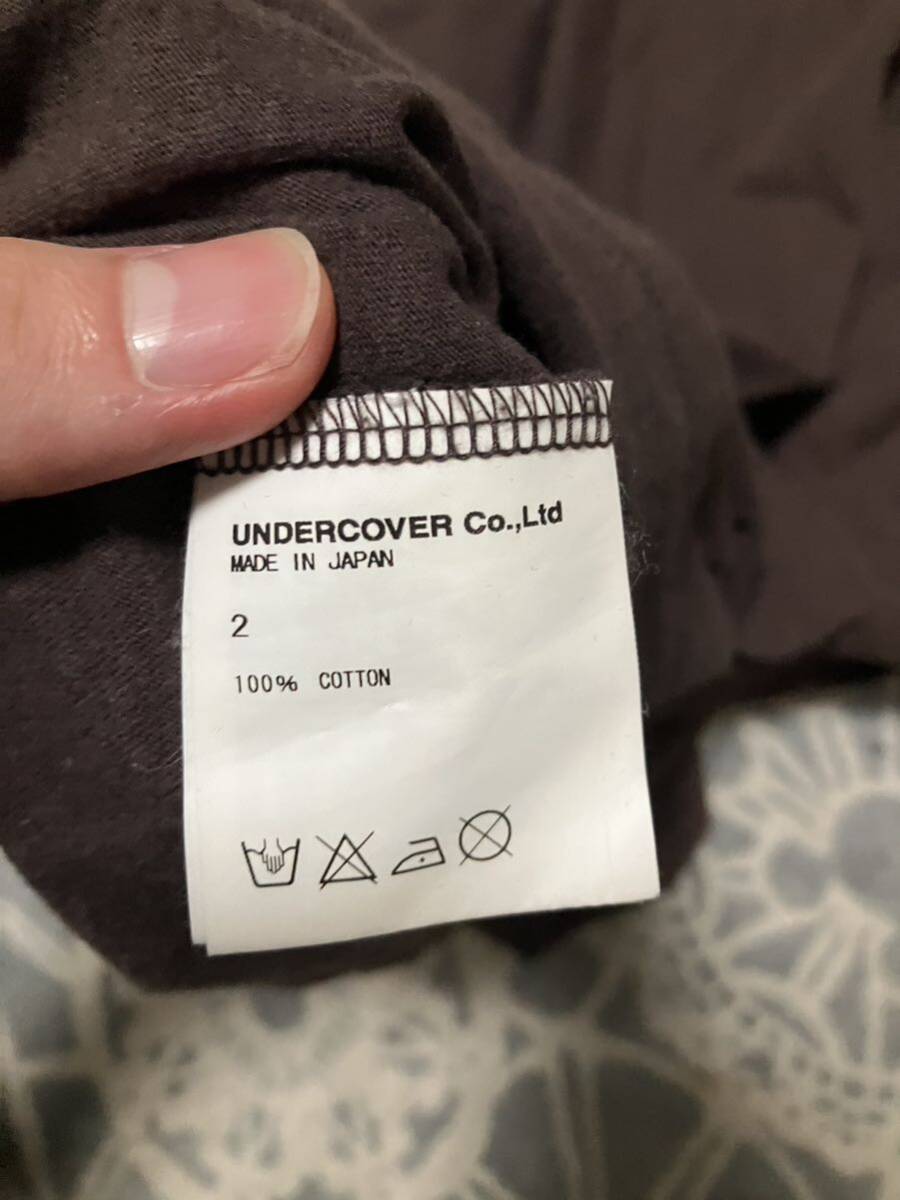 UNDERCOVER Co.,Ltd
MADE IN JAPAN
2
100% COTTON